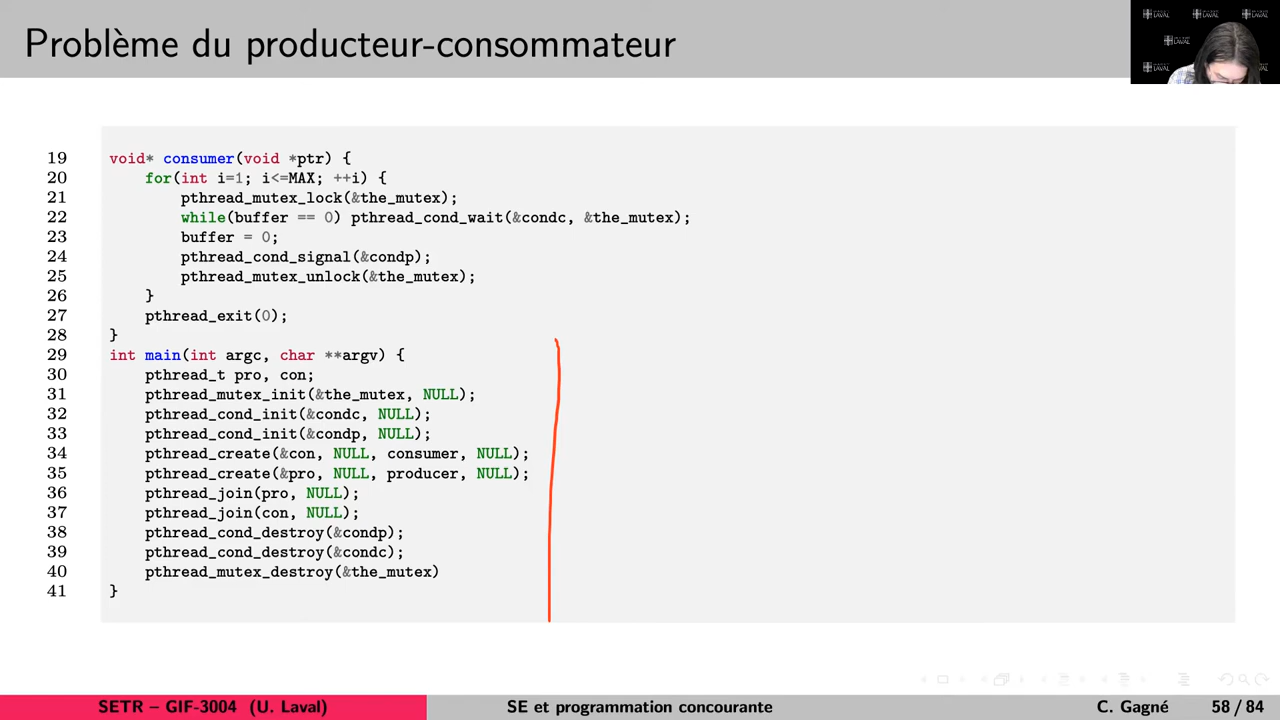 Problème du producteur-consommateur
19 void* consumer(void *ptr) {
20 for(int i=1; i<=MAX; ++i) {
21 pthread_mutex_lock(&the_mutex);
22 while(buffer == 0) pthread_cond_wait(&condc, &the_mutex);
23 buffer = 0;
24 pthread_cond_signal(&condp);
25 pthread_mutex_unlock(&the_mutex);
26 }
27 pthread_exit(0);
28 }
29 int main(int argc, char **argv) {
30 pthread_t pro, con;
31 pthread_mutex_init(&the_mutex, NULL);
32 pthread_cond_init(&condc, NULL);
33 pthread_cond_init(&condp, NULL);
34 pthread_create(&con, NULL, consumer, NULL);
35 pthread_create(&pro, NULL, producer, NULL);
36 pthread_join(pro, NULL);
37 pthread_join(con, NULL);
38 pthread_cond_destroy(&condp);
39 pthread_cond_destroy(&condc);
40 pthread_mutex_destroy(&the_mutex)
41 }
SETR – GIF-3004 (U. Laval) SE et programmation concourante C. Gagné 58 / 84